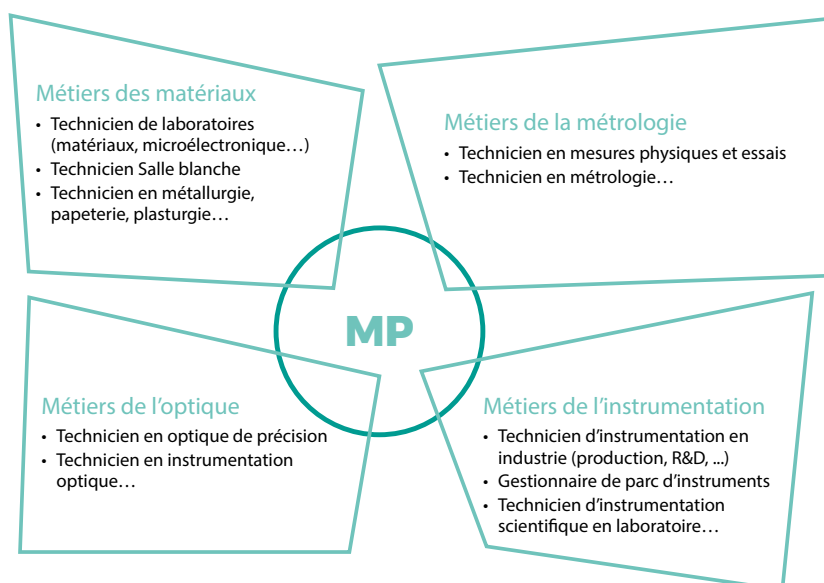 Métiers des matériaux
• Technicien de laboratoires
(matériaux, microélectronique…)
• Technicien Salle blanche
• Technicien en métallurgie,
papeterie, plasturgie…
Métiers de la métrologie
• Technicien en mesures physiques et essais
• Technicien en métrologie…
MP
Métiers de l’optique
• Technicien en optique de précision
• Technicien en instrumentation
optique…
Métiers de l’instrumentation
• Technicien d’instrumentation en
industrie (production, R&D, ...)
• Gestionnaire de parc d’instruments
• Technicien d’instrumentation
scientifique en laboratoire…